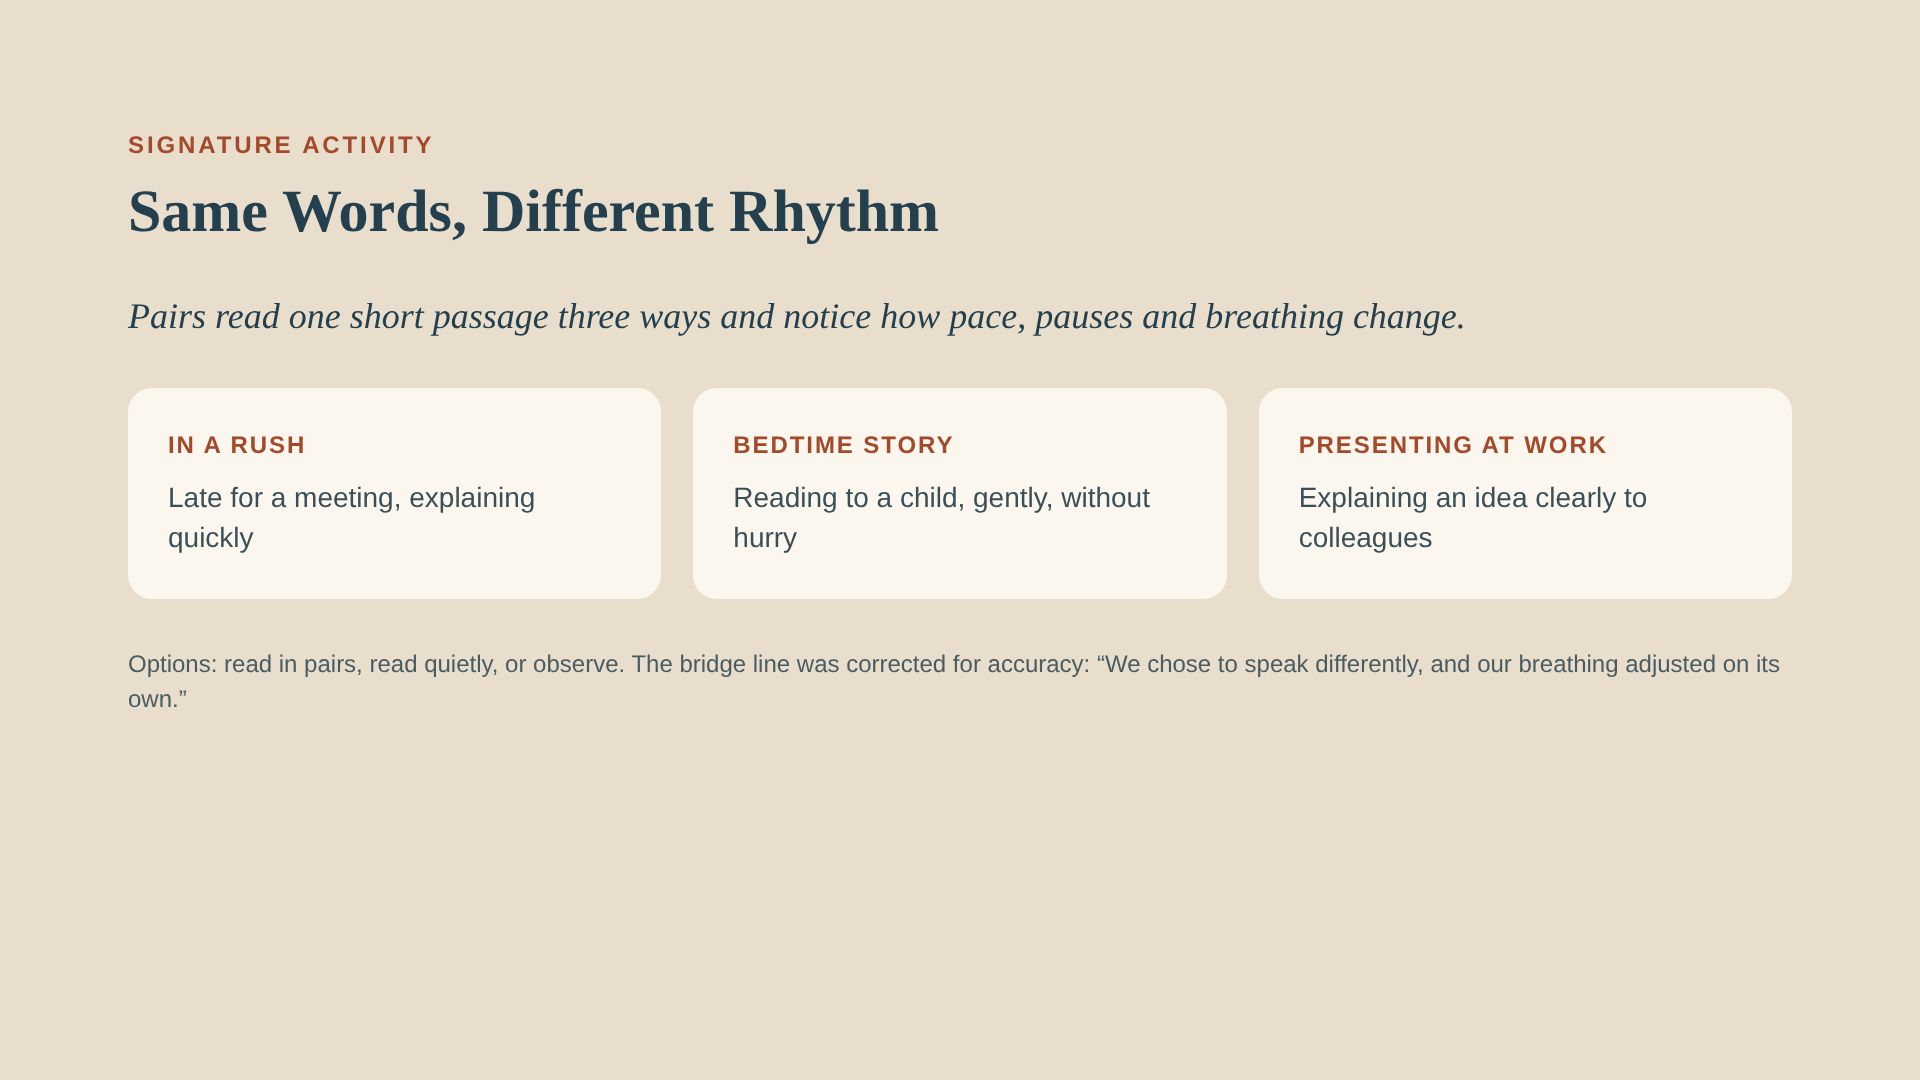 SIGNATURE ACTIVITY
Same Words, Different Rhythm
Pairs read one short passage three ways and notice how pace, pauses and breathing change.
IN A RUSH
Late for a meeting, explaining
quickly
BEDTIME STORY
Reading to a child, gently, without
hurry
PRESENTING AT WORK
Explaining an idea clearly to
colleagues
Options: read in pairs, read quietly, or observe. The bridge line was corrected for accuracy: “We chose to speak differently, and our breathing adjusted on its
own.”